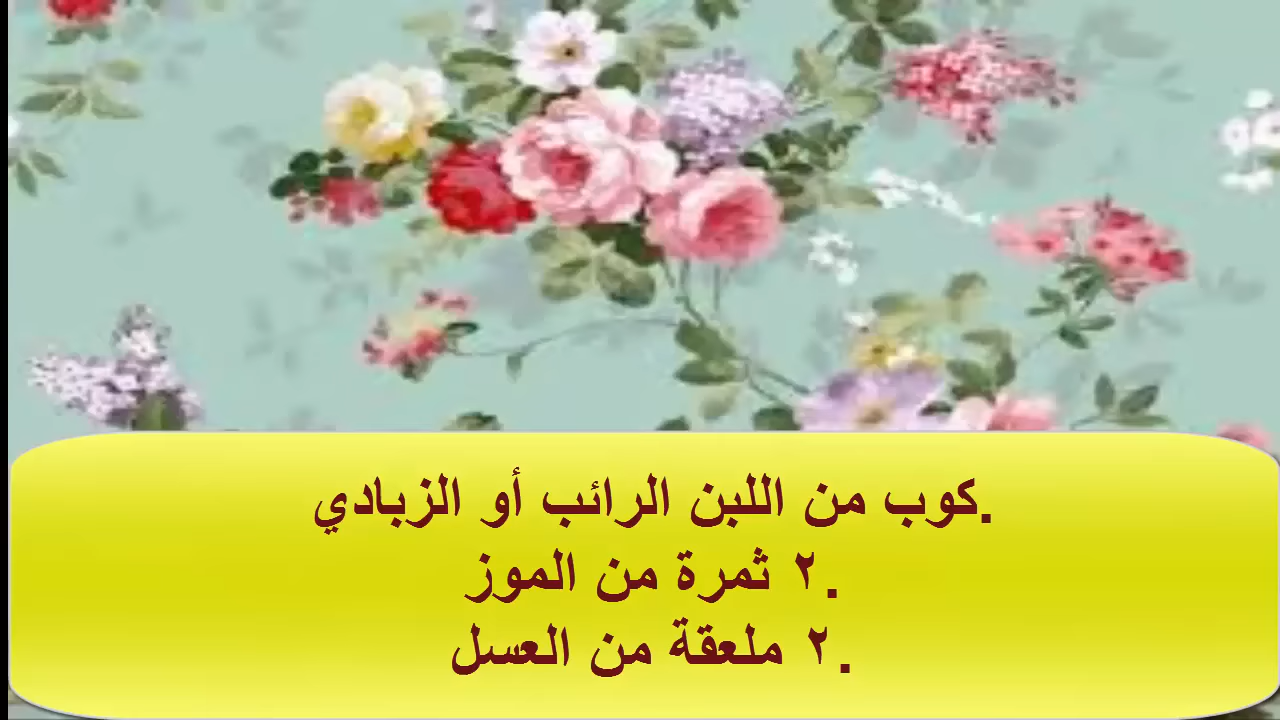 .كوب من اللبن الرائب أو الزبادي
.٢ ثمرة من الموز
.٢ ملعقة من العسل